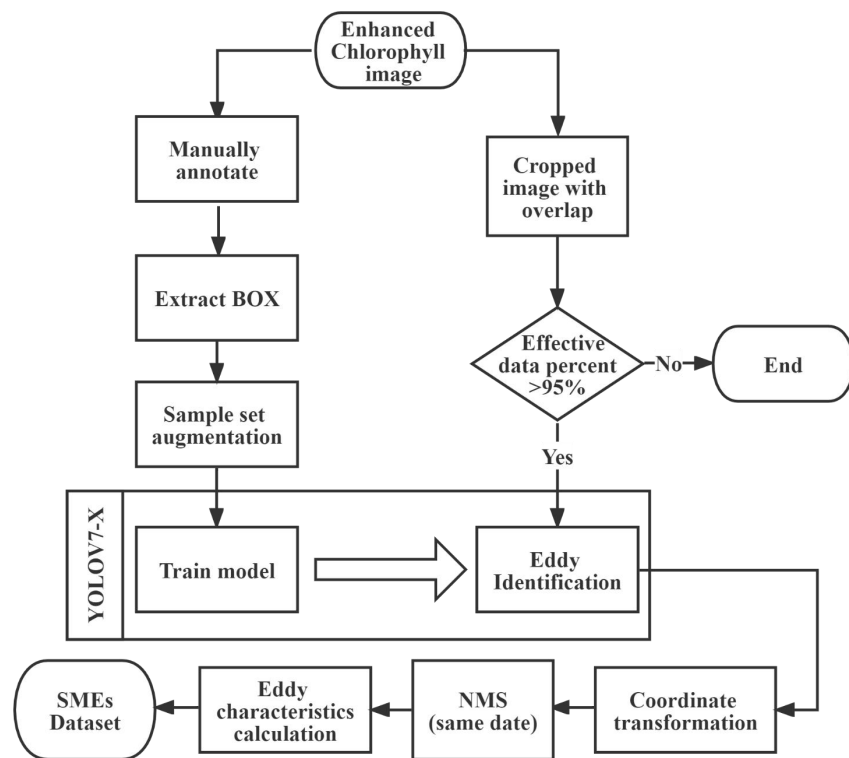 Enhanced
Chlorophyll
image
Manually
annotate
Cropped
image with
overlap
Extract BOX
Effective
data percent
>95%
No
End
Sample set
augmentation
Yes
YOLOV7-X
Train model
Eddy
Identification
SMEs
Dataset
Eddy
characteristics
calculation
NMS
(same date)
Coordinate
transformation